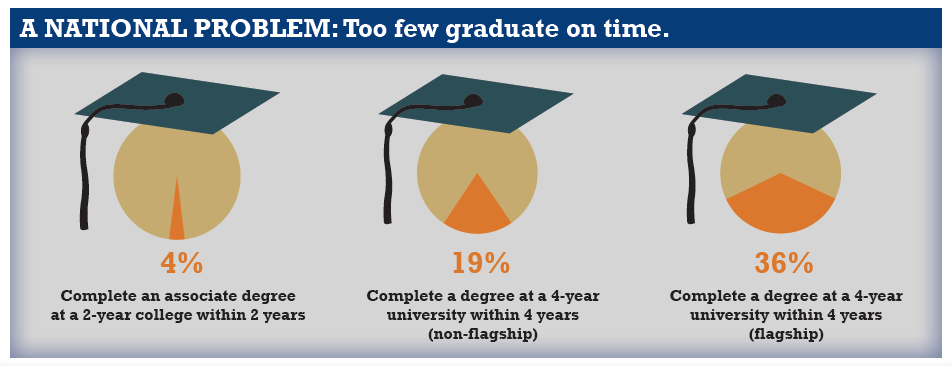 A NATIONAL PROBLEM: Too few graduate on time.
4%
Complete an associate degree
at a 2-year college within 2 years
19%
Complete a degree at a 4-year
university within 4 years
(non-flagship)
36%
Complete a degree at a 4-year
university within 4 years
(flagship)